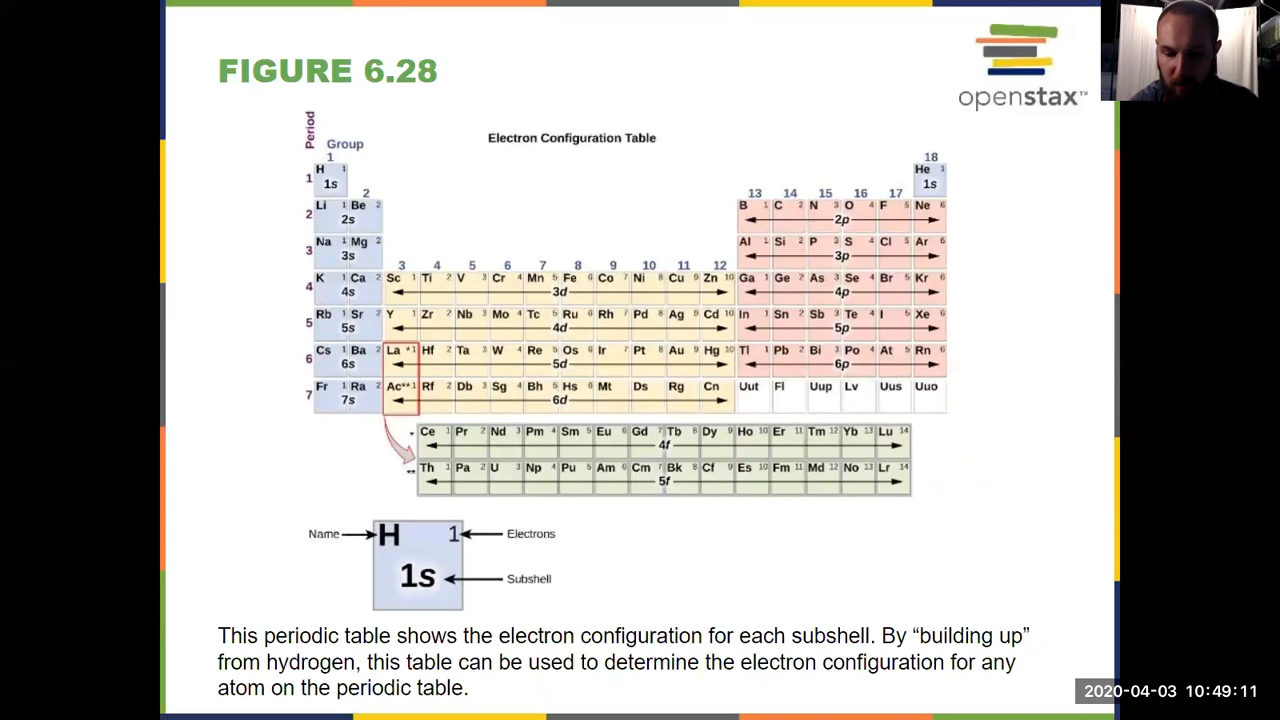 FIGURE 6.28
openstax™
Electron Configuration Table
Period
Group
1 18
1 H 1 He 1
1s 1s
2 13 14 15 16 17
2 Li 1 Be 2 B 1 C 2 N 3 O 4 F 5 Ne 6
2s 2p
3 Na 1 Mg 2 Al 1 Si 2 P 3 S 4 Cl 5 Ar 6
3s 3p
3 4 5 6 7 8 9 10 11 12
4 K 1 Ca 2 Sc 1 Ti 2 V 3 Cr 4 Mn 5 Fe 6 Co 7 Ni 8 Cu 9 Zn 10 Ga 1 Ge 2 As 3 Se 4 Br 5 Kr 6
4s 3d 4p
5 Rb 1 Sr 2 Y 1 Zr 2 Nb 3 Mo 4 Tc 5 Ru 6 Rh 7 Pd 8 Ag 9 Cd 10 In 1 Sn 2 Sb 3 Te 4 I 5 Xe 6
5s 4d 5p
6 Cs 1 Ba 2 La *1 Hf 2 Ta 3 W 4 Re 5 Os 6 Ir 7 Pt 8 Au 9 Hg 10 Tl 1 Pb 2 Bi 3 Po 4 At 5 Rn 6
6s 5d 6p
7 Fr 1 Ra 2 Ac**1 Rf 2 Db 3 Sg 4 Bh 5 Hs 6 Mt 7 Ds 8 Rg 9 Cn 10 Uut Fl Uup Lv Uus Uuo
7s 6d
* Ce 1 Pr 2 Nd 3 Pm 4 Sm 5 Eu 6 Gd 7 Tb 8 Dy 9 Ho 10 Er 11 Tm 12 Yb 13 Lu 14
4f
** Th 1 Pa 2 U 3 Np 4 Pu 5 Am 6 Cm 7 Bk 8 Cf 9 Es 10 Fm 11 Md 12 No 13 Lr 14
5f
Name H 1 Electrons
1s Subshell
This periodic table shows the electron configuration for each subshell. By “building up”
from hydrogen, this table can be used to determine the electron configuration for any
atom on the periodic table.
2020-04-03 10:49:11